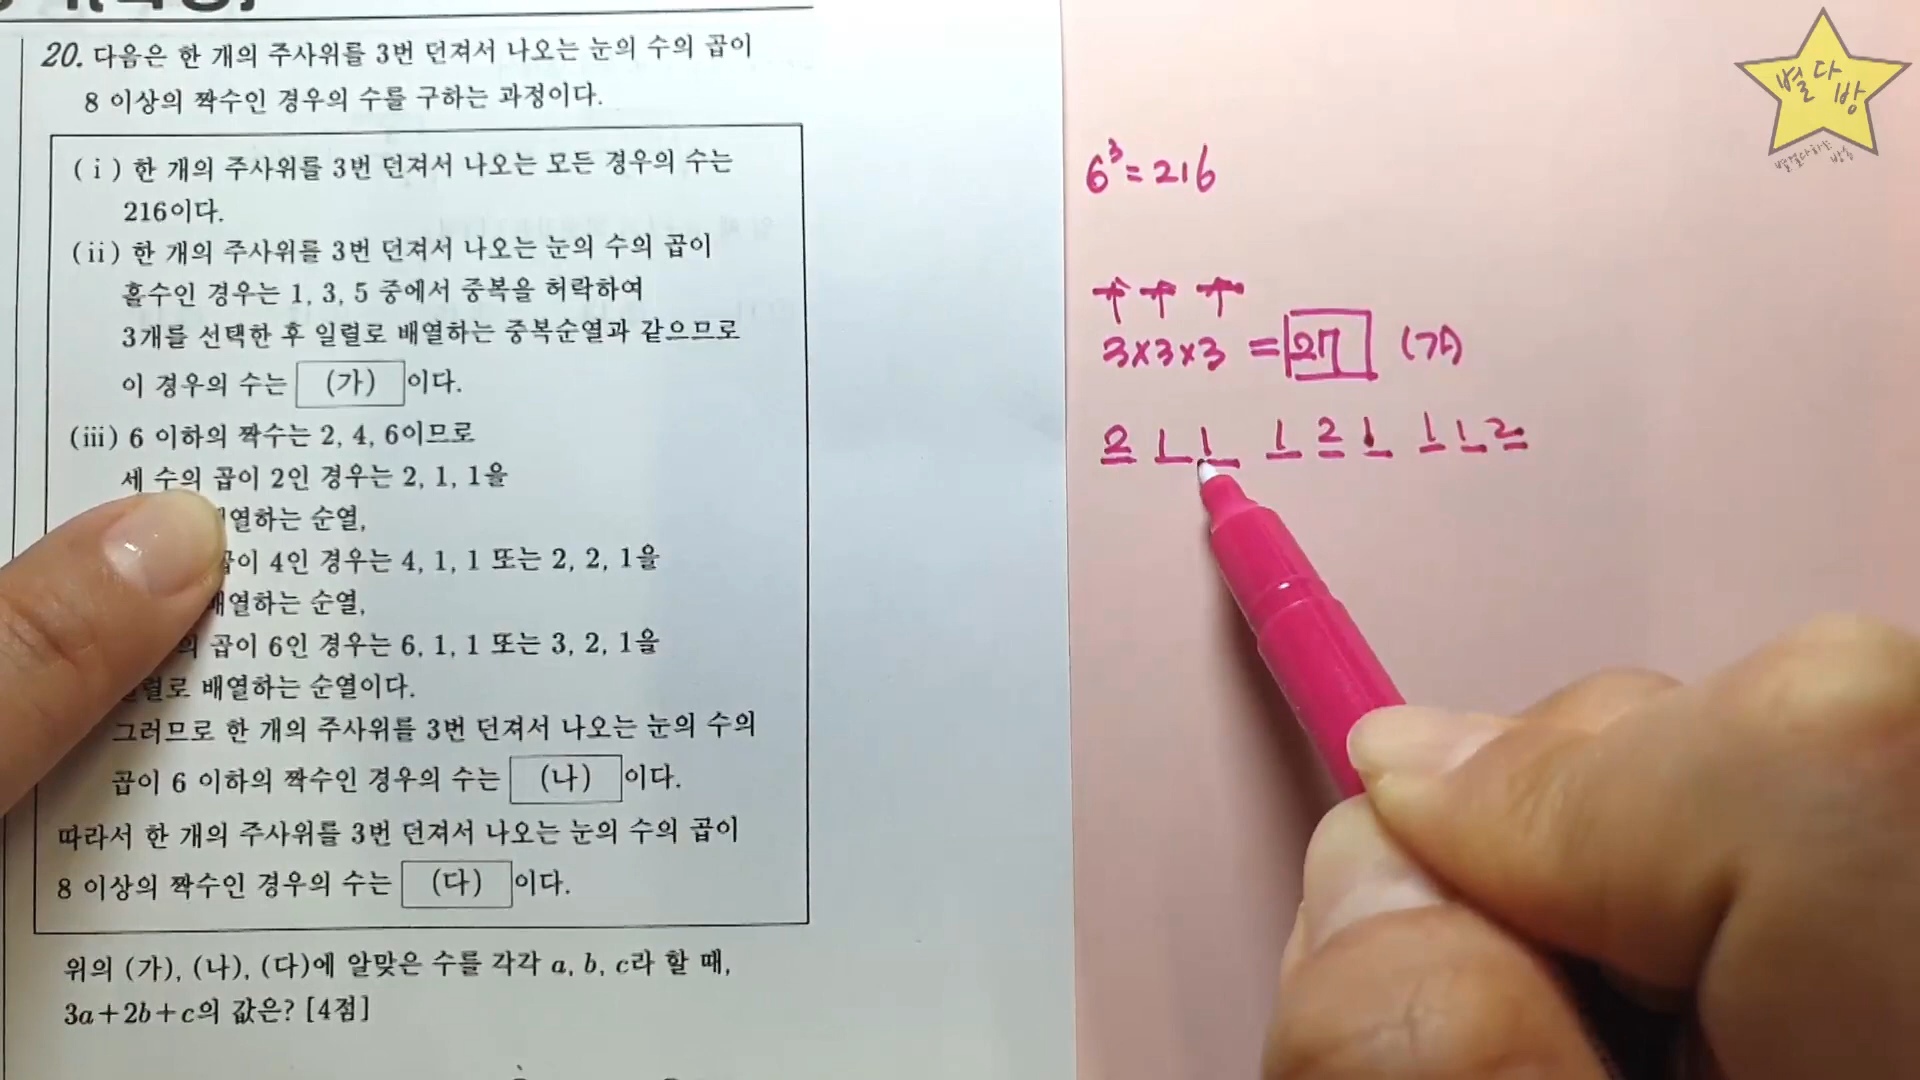 20. 다음은 한 개의 주사위를 3번 던져서 나오는 눈의 수의 곱이
8 이상의 짝수인 경우의 수를 구하는 과정이다.
(i) 한 개의 주사위를 3번 던져서 나오는 모든 경우의 수는
216이다.
(ii) 한 개의 주사위를 3번 던져서 나오는 눈의 수의 곱이
홀수인 경우는 1, 3, 5 중에서 중복을 허락하여
3개를 선택한 후 일렬로 배열하는 중복순열과 같으므로
이 경우의 수는 (가) 이다.
(iii) 6 이하의 짝수는 2, 4, 6이므로
세 수의 곱이 2인 경우는 2, 1, 1을
배열하는 순열,
곱이 4인 경우는 4, 1, 1 또는 2, 2, 1을
배열하는 순열,
의 곱이 6인 경우는 6, 1, 1 또는 3, 2, 1을
일렬로 배열하는 순열이다.
그러므로 한 개의 주사위를 3번 던져서 나오는 눈의 수의
곱이 6 이하의 짝수인 경우의 수는 (나) 이다.
따라서 한 개의 주사위를 3번 던져서 나오는 눈의 수의 곱이
8 이상의 짝수인 경우의 수는 (다) 이다.
위의 (가), (나), (다)에 알맞은 수를 각각 a, b, c라 할 때,
3a+2b+c의 값은? [4점]
6³=216
3×3×3 = 27 (가)
2 1 1 1 2 1 1 1 2
별다방
별걸다하는 방송